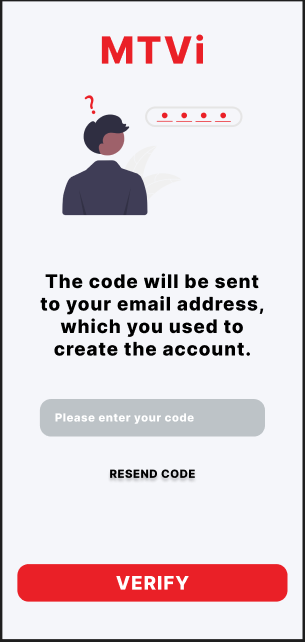 MTVi
?
The code will be sent
to your email address,
which you used to
create the account.
Please enter your code
RESEND CODE
VERIFY